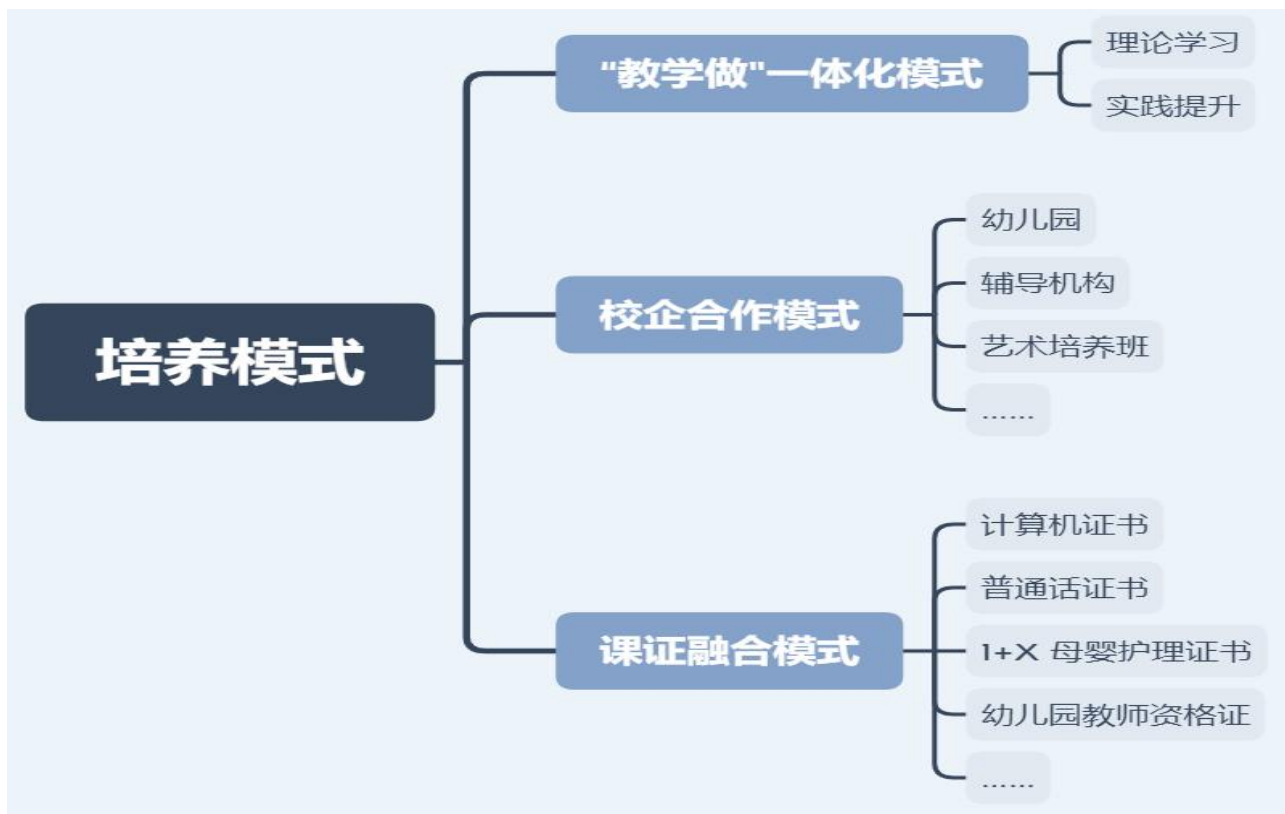 培养模式
“教学做"一体化模式
理论学习
实践提升
校企合作模式
幼儿园
辅导机构
艺术培养班
......
课证融合模式
计算机证书
普通话证书
1+X 母婴护理证书
幼儿园教师资格证
......